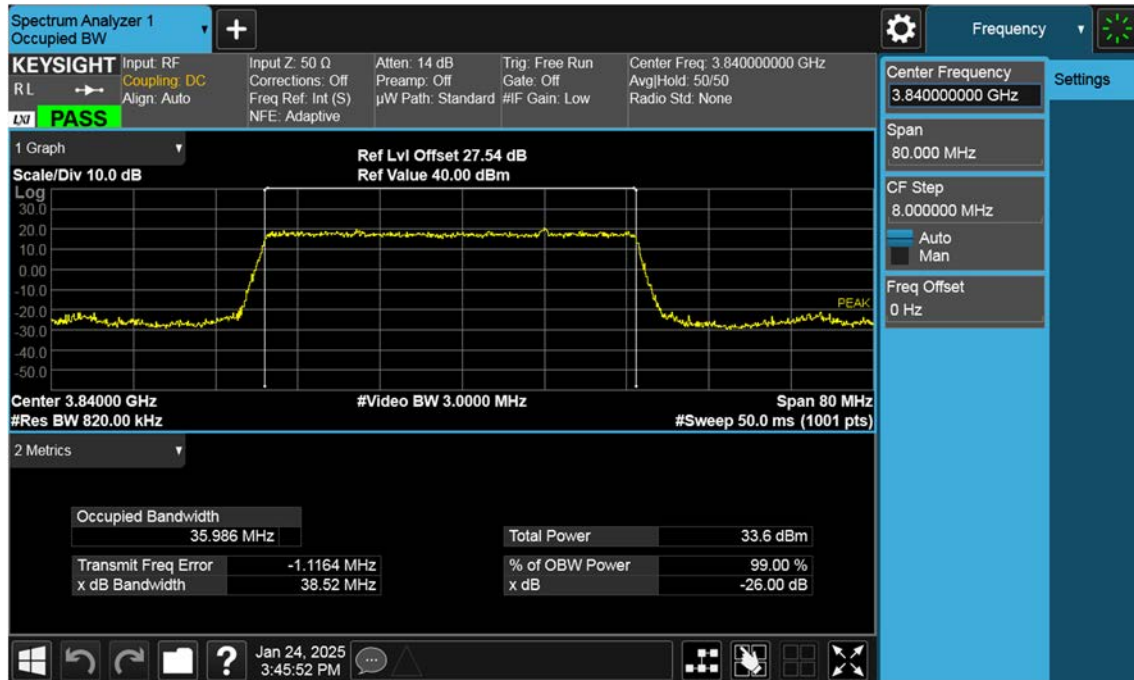 Spectrum Analyzer 1
Occupied BW
Frequency
KEYSIGHT
R L
LXI
PASS
Input: RF
Coupling: DC
Align: Auto
Input Z: 50 Ω
Corrections: Off
Freq Ref: Int (S)
NFE: Adaptive
Atten: 14 dB
Preamp: Off
µW Path: Standard
Trig: Free Run
Gate: Off
#IF Gain: Low
Center Freq: 3.840000000 GHz
Avg|Hold: 50/50
Radio Std: None
1 Graph
Scale/Div 10.0 dB
Ref Lvl Offset 27.54 dB
Ref Value 40.00 dBm
Log
30.0
20.0
10.0
0.00
-10.0
-20.0
-30.0
-40.0
-50.0
PEAK
Center 3.84000 GHz
#Video BW 3.0000 MHz
Span 80 MHz
#Res BW 820.00 kHz
#Sweep 50.0 ms (1001 pts)
2 Metrics
Occupied Bandwidth
35.986 MHz
Total Power 33.6 dBm
Transmit Freq Error -1.1164 MHz
% of OBW Power 99.00 %
x dB Bandwidth 38.52 MHz
x dB -26.00 dB
Center Frequency
3.840000000 GHz
Settings
Span
80.000 MHz
CF Step
8.000000 MHz
Auto
Man
Freq Offset
0 Hz
?
Jan 24, 2025
3:45:52 PM